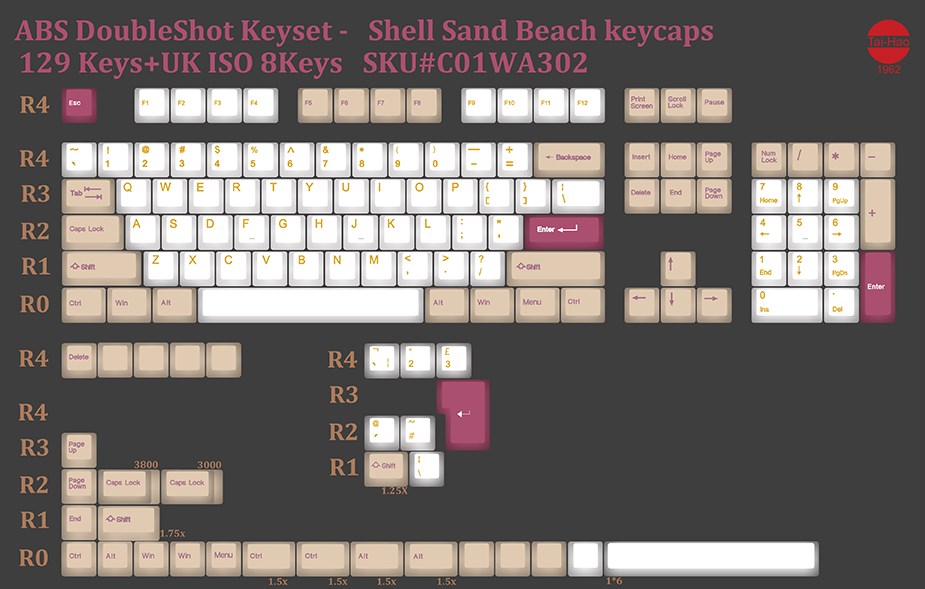 ABS DoubleShot Keyset - Shell Sand Beach keycaps
129 Keys+UK ISO 8Keys SKU#C01WA302
Tai-Hao
1962
R4 Esc F1 F2 F3 F4 F5 F6 F7 F8 F9 F10 F11 F12 Print Screen Scroll Lock Pause
R4 ~ ` ! 1 @ 2 # 3 $ 4 % 5 ^ 6 & 7 * 8 ( 9 ) 0 — - + = ← Backspace Insert Home Page Up Num Lock / * −
R3 Tab Q W E R T Y U I O P { [ } ] ¦ \ Delete End Page Down 7 Home 8 ↑ 9 PgUp +
R2 Caps Lock A S D F _ G H J _ K L : ; " ' Enter ↵ 4 ← 5 _ 6 →
R1 Shift Z X C V B N M < , > . ? / Shift ↑ 1 End 2 ↓ 3 PgDn Enter
R0 Ctrl Win Alt Alt Win Menu Ctrl ← ↓ → 0 Ins . Del
R4 Delete
R4 ¬ ` ¦ " 2 £ 3
R3 ↵
R4
R2 @ ' ~ #
R3 Page Up
R1 Shift ¦ \
1.25X
3800 3000
R2 Page Down Caps Lock Caps Lock
R1 End Shift
1.75x
R0 Ctrl Alt Win Win Menu Ctrl Ctrl Alt Alt
1.5x 1.5x 1.5x 1.5x 1*6